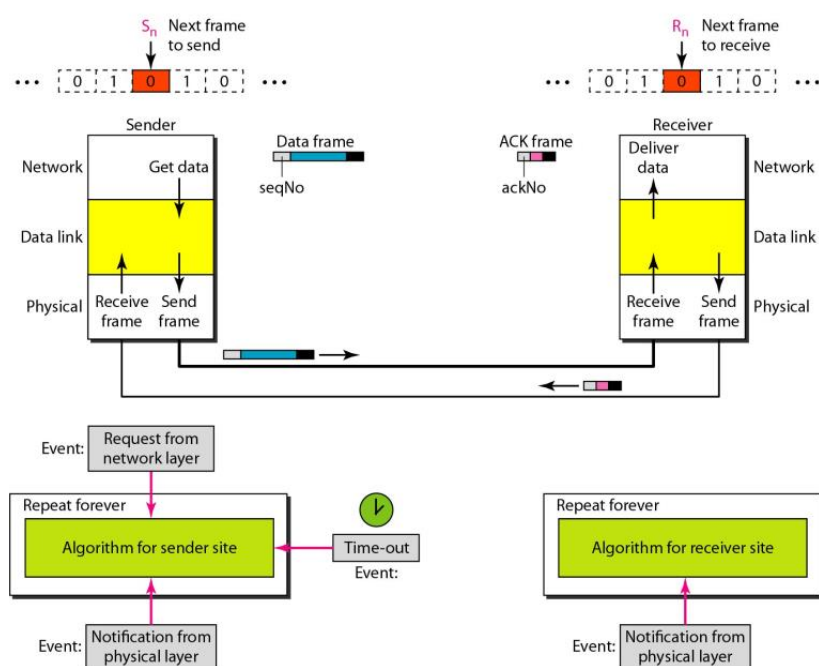 Sn Next frame
to send
Rn Next frame
to receive
... 0 1 0 1 0 ...
... 0 1 0 1 0 ...
Sender
Data frame
ACK frame
Receiver
Network
Get data
seqNo
ackNo
Deliver
data
Network
Data link
Data link
Physical
Receive
frame
Send
frame
Receive
frame
Send
frame
Physical
Event:
Request from
network layer
Repeat forever
Algorithm for sender site
Time-out
Event:
Event:
Notification from
physical layer
Repeat forever
Algorithm for receiver site
Event:
Notification from
physical layer